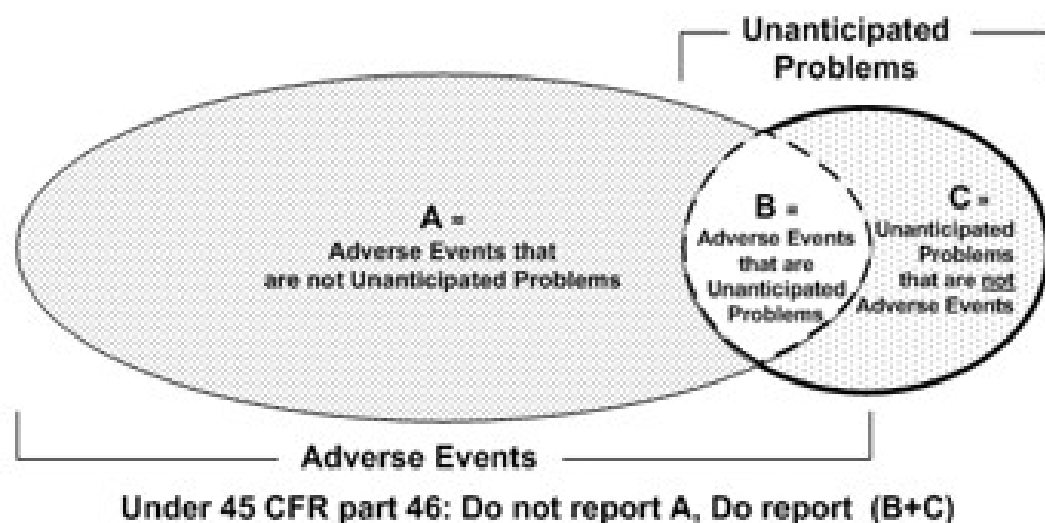 Unanticipated
Problems
A =
Adverse Events that
are not Unanticipated Problems
B =
Adverse Events
that are
Unanticipated
Problems
C =
Unanticipated
Problems
that are not
Adverse Events
Adverse Events
Under 45 CFR part 46: Do not report A, Do report (B+C)